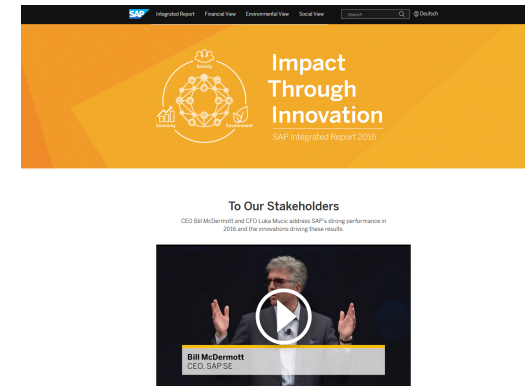 SAP Integrated Report Financial View Environmental View Social View Search Deutsch
Society
Economy
Environment
Impact
Through
Innovation
SAP Integrated Report 2016
To Our Stakeholders
CEO Bill McDermott and CFO Luka Mucic address SAP's strong performance in
2016 and the innovations driving these results.
Bill McDermott
CEO, SAP SE